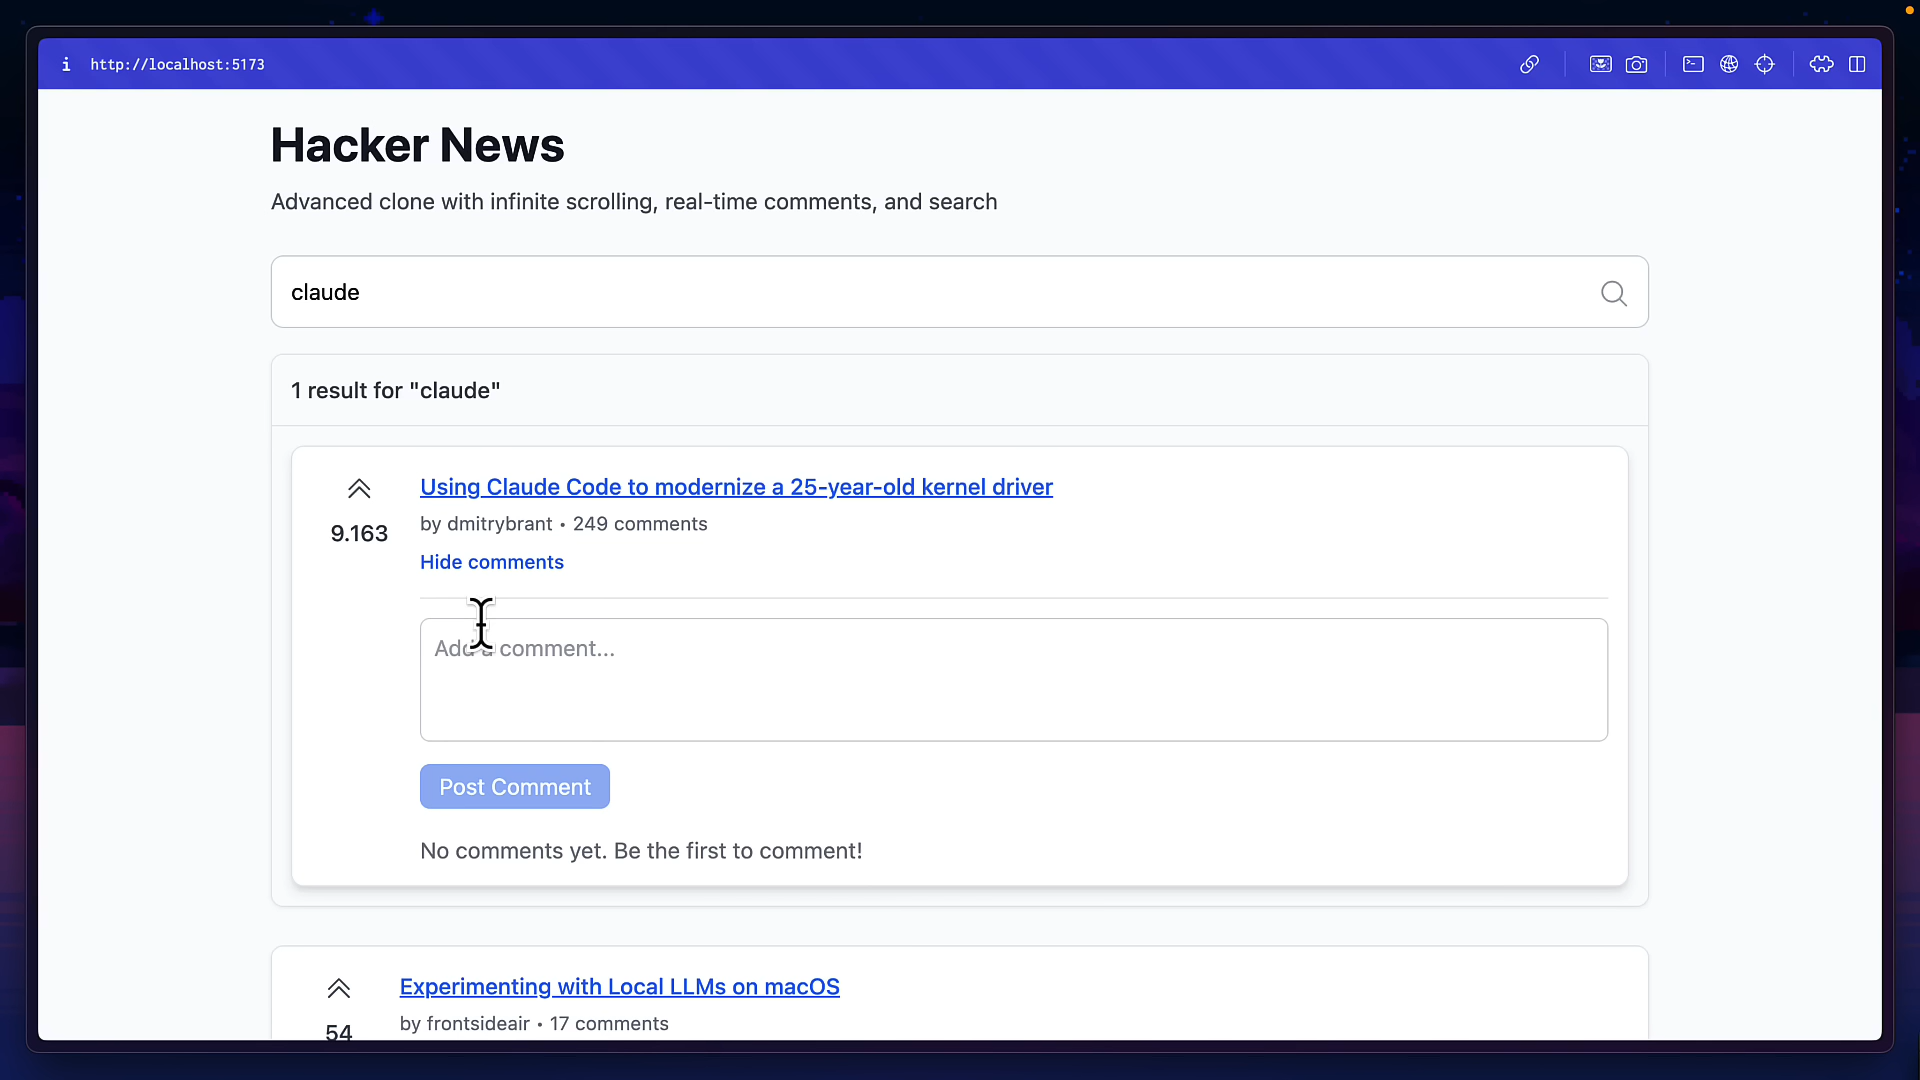 http://localhost:5173
Hacker News
Advanced clone with infinite scrolling, real-time comments, and search
claude
1 result for "claude"
Using Claude Code to modernize a 25-year-old kernel driver
9.163
by dmitrybrant • 249 comments
Hide comments
Add a comment...
Post Comment
No comments yet. Be the first to comment!
Experimenting with Local LLMs on macOS
54
by frontsideair • 17 comments